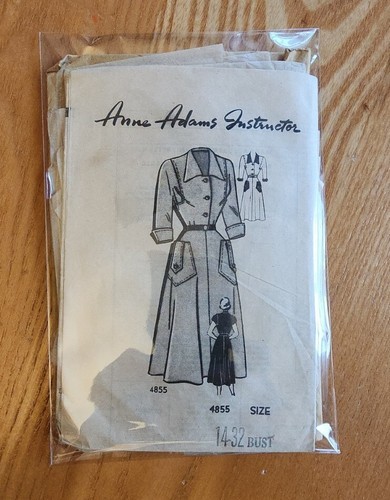 Anne Adams Instructor
4855
4855 SIZE
14 32 BUST